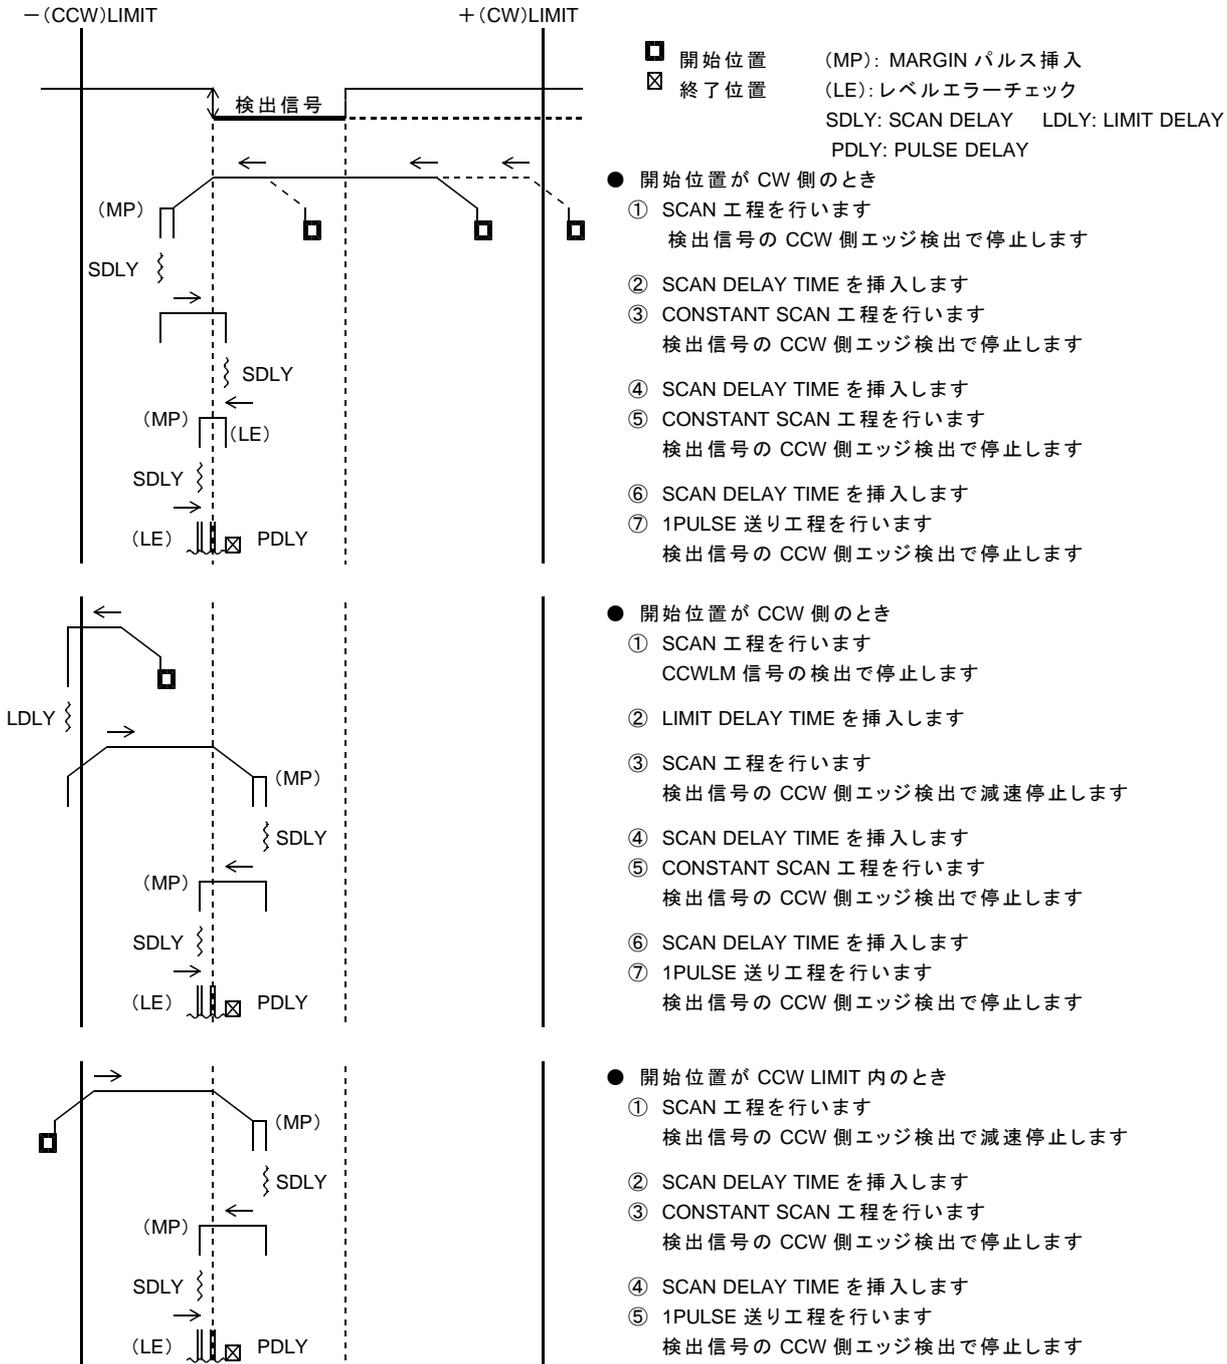 －(CCW)LIMIT
＋(CW)LIMIT
検出信号
開始位置
(MP): MARGIN パルス挿入
終了位置
(LE):レベルエラーチェック
SDLY: SCAN DELAY LDLY: LIMIT DELAY
PDLY: PULSE DELAY
(MP)
SDLY
SDLY
(MP)
(LE)
SDLY
(LE)
PDLY
● 開始位置が CW 側のとき
① SCAN 工程を行います
検出信号の CCW 側エッジ検出で停止します
② SCAN DELAY TIME を挿入します
③ CONSTANT SCAN 工程を行います
検出信号の CCW 側エッジ検出で停止します
④ SCAN DELAY TIME を挿入します
⑤ CONSTANT SCAN 工程を行います
検出信号の CCW 側エッジ検出で停止します
⑥ SCAN DELAY TIME を挿入します
⑦ 1PULSE 送り工程を行います
検出信号の CCW 側エッジ検出で停止します
LDLY
(MP)
SDLY
(MP)
SDLY
(LE)
PDLY
● 開始位置が CCW 側のとき
① SCAN 工程を行います
CCWLM 信号の検出で停止します
② LIMIT DELAY TIME を挿入します
③ SCAN 工程を行います
検出信号の CCW 側エッジ検出で減速停止します
④ SCAN DELAY TIME を挿入します
⑤ CONSTANT SCAN 工程を行います
検出信号の CCW 側エッジ検出で停止します
⑥ SCAN DELAY TIME を挿入します
⑦ 1PULSE 送り工程を行います
検出信号の CCW 側エッジ検出で停止します
(MP)
SDLY
(MP)
SDLY
(LE)
PDLY
● 開始位置が CCW LIMIT 内のとき
① SCAN 工程を行います
検出信号の CCW 側エッジ検出で減速停止します
② SCAN DELAY TIME を挿入します
③ CONSTANT SCAN 工程を行います
検出信号の CCW 側エッジ検出で停止します
④ SCAN DELAY TIME を挿入します
⑤ 1PULSE 送り工程を行います
検出信号の CCW 側エッジ検出で停止します